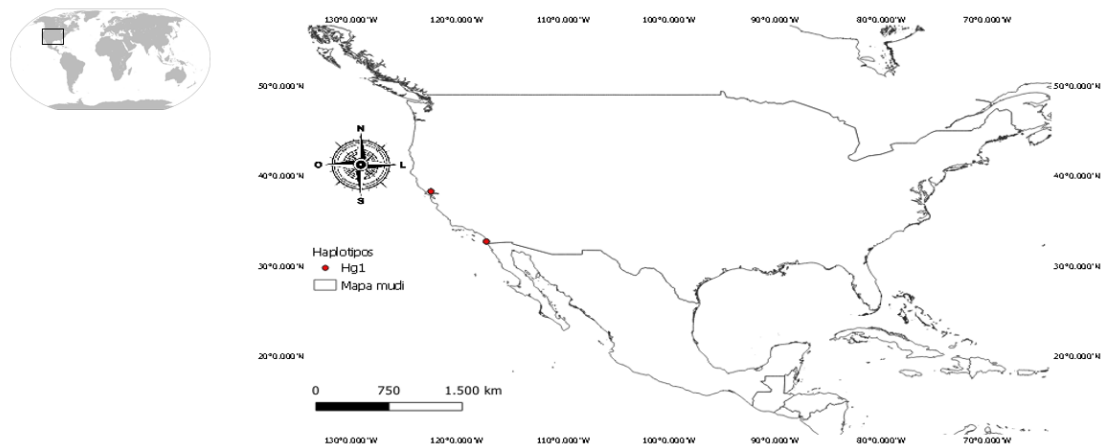 130°0.000'W 120°0.000'W 110°0.000'W 100°0.000'W 90°0.000'W 80°0.000'W 70°0.000'W
50°0.000'N 50°0.000'N
N
O L
S
40°0.000'N 40°0.000'N
Haplotipos
Hg1
Mapa mudi
30°0.000'N 30°0.000'N
20°0.000'N 20°0.000'N
0 750 1.500 km
130°0.000'W 120°0.000'W 110°0.000'W 100°0.000'W 90°0.000'W 80°0.000'W 70°0.000'W